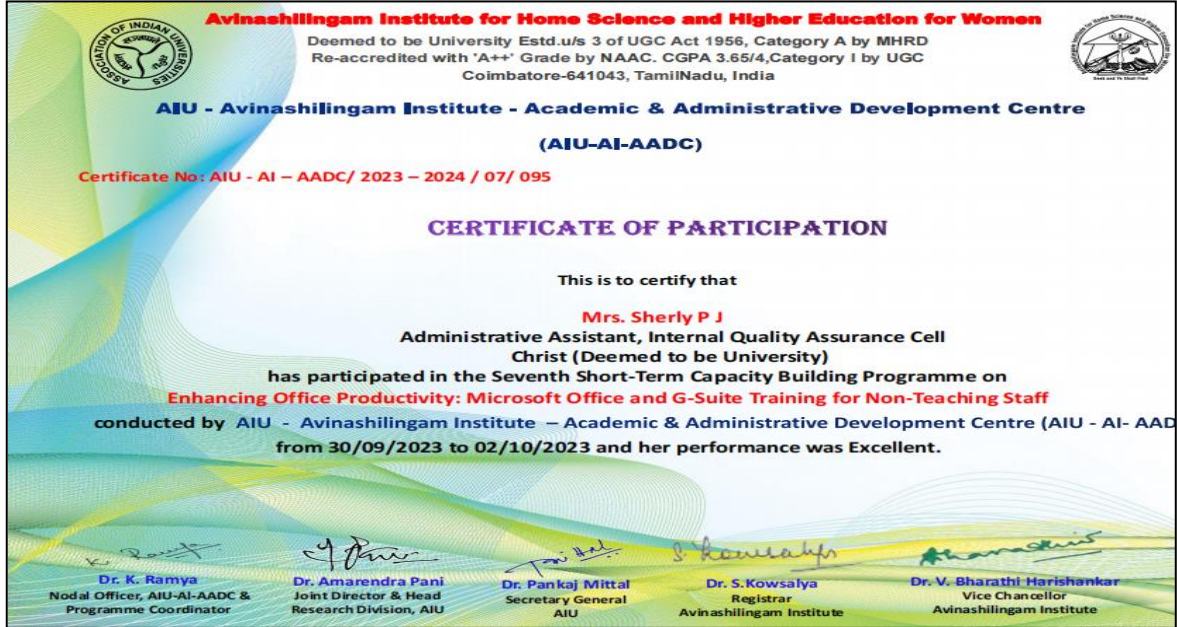 Avinashilingam Institute for Home Science and Higher Education for Women
Deemed to be University Estd.u/s 3 of UGC Act 1956, Category A by MHRD
Re-accredited with 'A++' Grade by NAAC. CGPA 3.65/4,Category I by UGC
Coimbatore-641043, TamilNadu, India
ASSOCIATION OF INDIAN UNIVERSITIES
AIU - Avinashilingam Institute - Academic & Administrative Development Centre
(AIU-AI-AADC)
Certificate No: AIU - AI – AADC/ 2023 – 2024 / 07/ 095
CERTIFICATE OF PARTICIPATION
This is to certify that
Mrs. Sherly P J
Administrative Assistant, Internal Quality Assurance Cell
Christ (Deemed to be University)
has participated in the Seventh Short-Term Capacity Building Programme on
Enhancing Office Productivity: Microsoft Office and G-Suite Training for Non-Teaching Staff
conducted by AIU - Avinashilingam Institute – Academic & Administrative Development Centre (AIU - AI- AAD
from 30/09/2023 to 02/10/2023 and her performance was Excellent.
Dr. K. Ramya
Nodal Officer, AIU-AI-AADC &
Programme Coordinator
Dr. Amarendra Pani
Joint Director & Head
Research Division, AIU
Dr. Pankaj Mittal
Secretary General
AIU
Dr. S.Kowsalya
Registrar
Avinashilingam Institute
Dr. V. Bharathi Harishankar
Vice Chancellor
Avinashilingam Institute